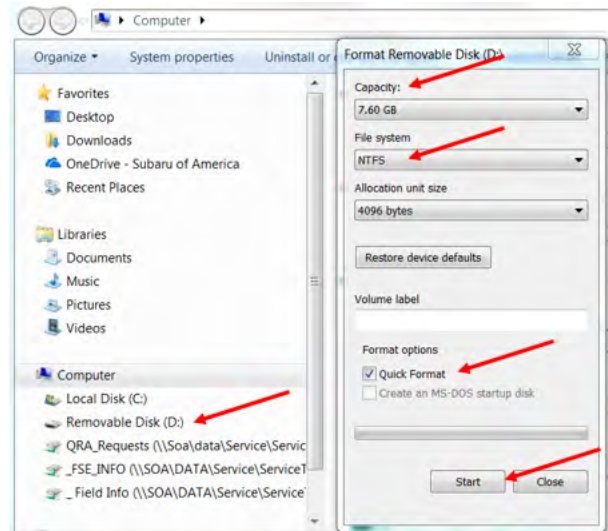 Computer
Organize
System properties
Uninstall or
Favorites
Desktop
Downloads
OneDrive - Subaru of America
Recent Places
Libraries
Documents
Music
Pictures
Videos
Computer
Local Disk (C:)
Removable Disk (D:)
QRA_Requests (\\Soa\data\Service\Servic
_FSE_INFO (\\SOA\DATA\Service\ServiceT
_ Field Info (\\SOA\DATA\Service\Service
Format Removable Disk (D:)
Capacity:
7.60 GB
File system
NTFS
Allocation unit size
4096 bytes
Restore device defaults
Volume label
Format options
Quick Format
Create an MS-DOS startup disk
Start
Close